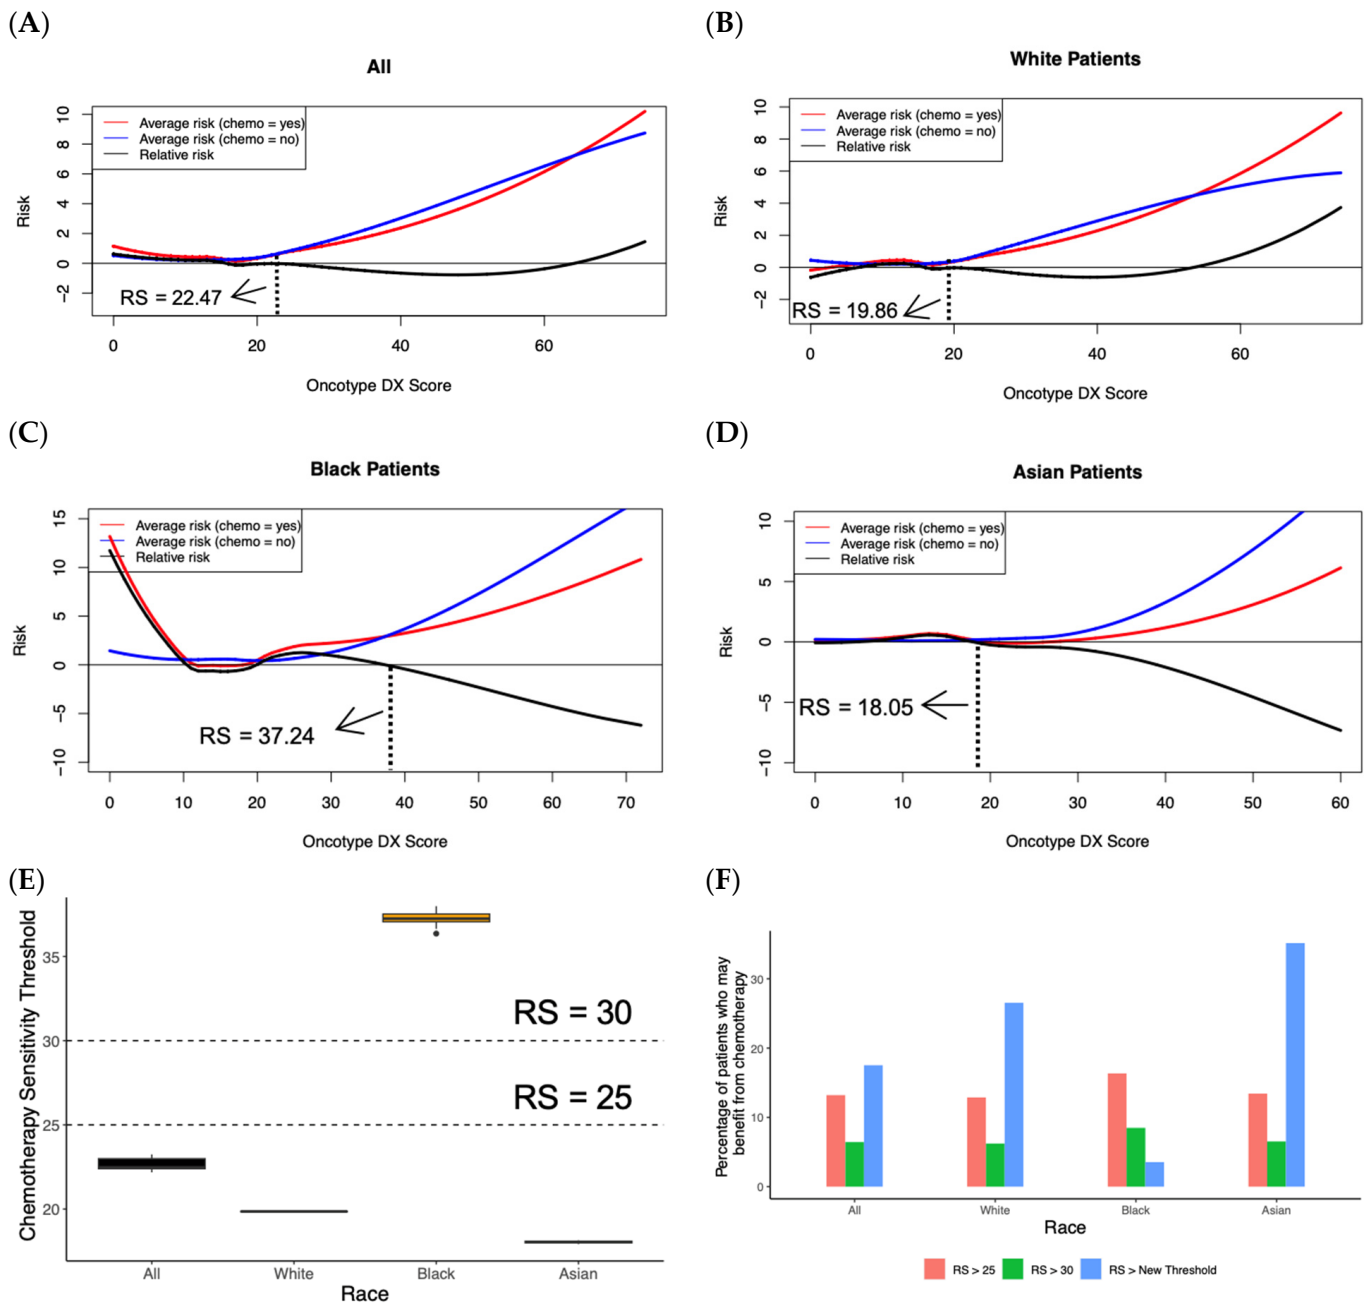 (A)
All
Average risk (chemo = yes)
Average risk (chemo = no)
Relative risk
10
8
6
4
2
0
−2
Risk
RS = 22.47
0 20 40 60
Oncotype DX Score
(B)
White Patients
Average risk (chemo = yes)
Average risk (chemo = no)
Relative risk
10
8
6
4
2
0
−2
Risk
RS = 19.86
0 20 40 60
Oncotype DX Score
(C)
Black Patients
Average risk (chemo = yes)
Average risk (chemo = no)
Relative risk
15
10
5
0
−5
−10
Risk
RS = 37.24
0 10 20 30 40 50 60 70
Oncotype DX Score
(D)
Asian Patients
Average risk (chemo = yes)
Average risk (chemo = no)
Relative risk
10
5
0
−5
−10
Risk
RS = 18.05
0 10 20 30 40 50 60
Oncotype DX Score
(E)
Chemotherapy Sensitivity Threshold
35
30
25
20
RS = 30
RS = 25
All White Black Asian
Race
(F)
Percentage of patients who may
benefit from chemotherapy
30
20
10
0
All White Black Asian
Race
RS > 25 RS > 30 RS > New Threshold